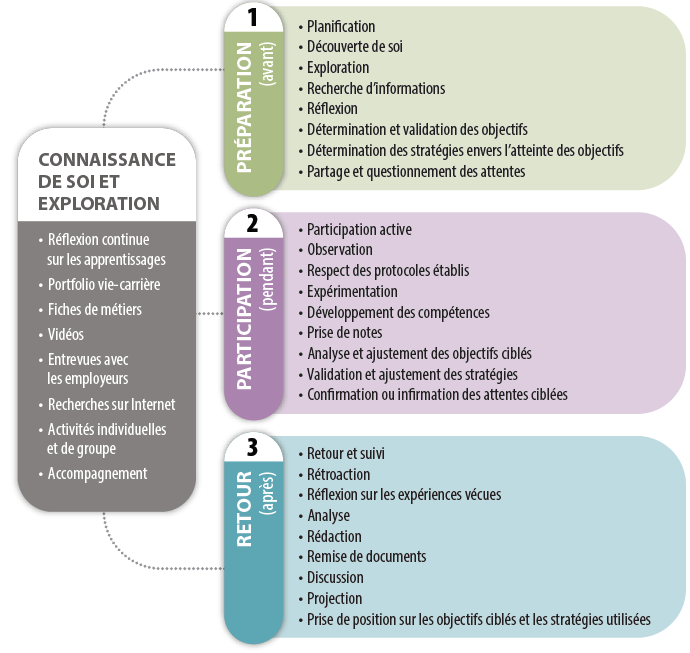 CONNAISSANCE
DE SOI ET
EXPLORATION
• Réflexion continue
sur les apprentissages
• Portfolio vie-carrière
• Fiches de métiers
• Vidéos
• Entrevues avec
les employeurs
• Recherches sur Internet
• Activités individuelles
et de groupe
• Accompagnement
1
PRÉPARATION
(avant)
• Planification
• Découverte de soi
• Exploration
• Recherche d'informations
• Réflexion
• Détermination et validation des objectifs
• Détermination des stratégies envers l'atteinte des objectifs
• Partage et questionnement des attentes
2
PARTICIPATION
(pendant)
• Participation active
• Observation
• Respect des protocoles établis
• Expérimentation
• Développement des compétences
• Prise de notes
• Analyse et ajustement des objectifs ciblés
• Validation et ajustement des stratégies
• Confirmation ou infirmation des attentes ciblées
3
RETOUR
(après)
• Retour et suivi
• Rétroaction
• Réflexion sur les expériences vécues
• Analyse
• Rédaction
• Remise de documents
• Discussion
• Projection
• Prise de position sur les objectifs ciblés et les stratégies utilisées